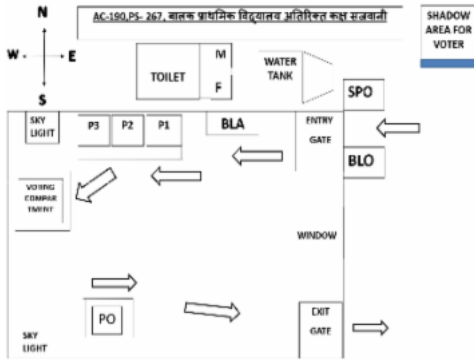 N
AC-190,PS- 267, बालक प्राथमिक विद्यालय अतिरिक्त कक्ष सजवानी
SHADOW
AREA FOR
VOTER
W
E
S
TOILET
M
F
WATER
TANK
SPO
SKY
LIGHT
P3
P2
P1
BLA
ENTRY
GATE
BLO
VOTING
COMPAR
TMENT
WINDOW
PO
EXIT
GATE
SKY
LIGHT